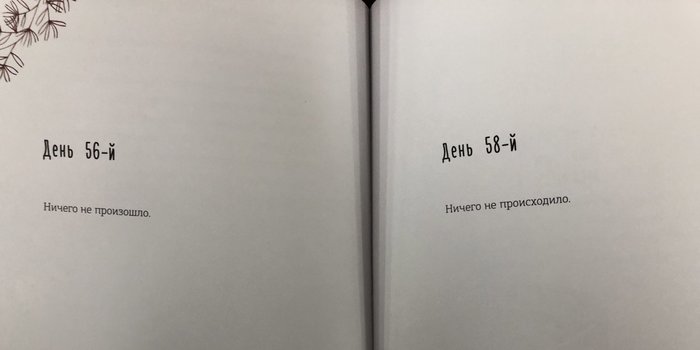 День 56-й
Ничего не произошло.
День 58-й
Ничего не происходило.